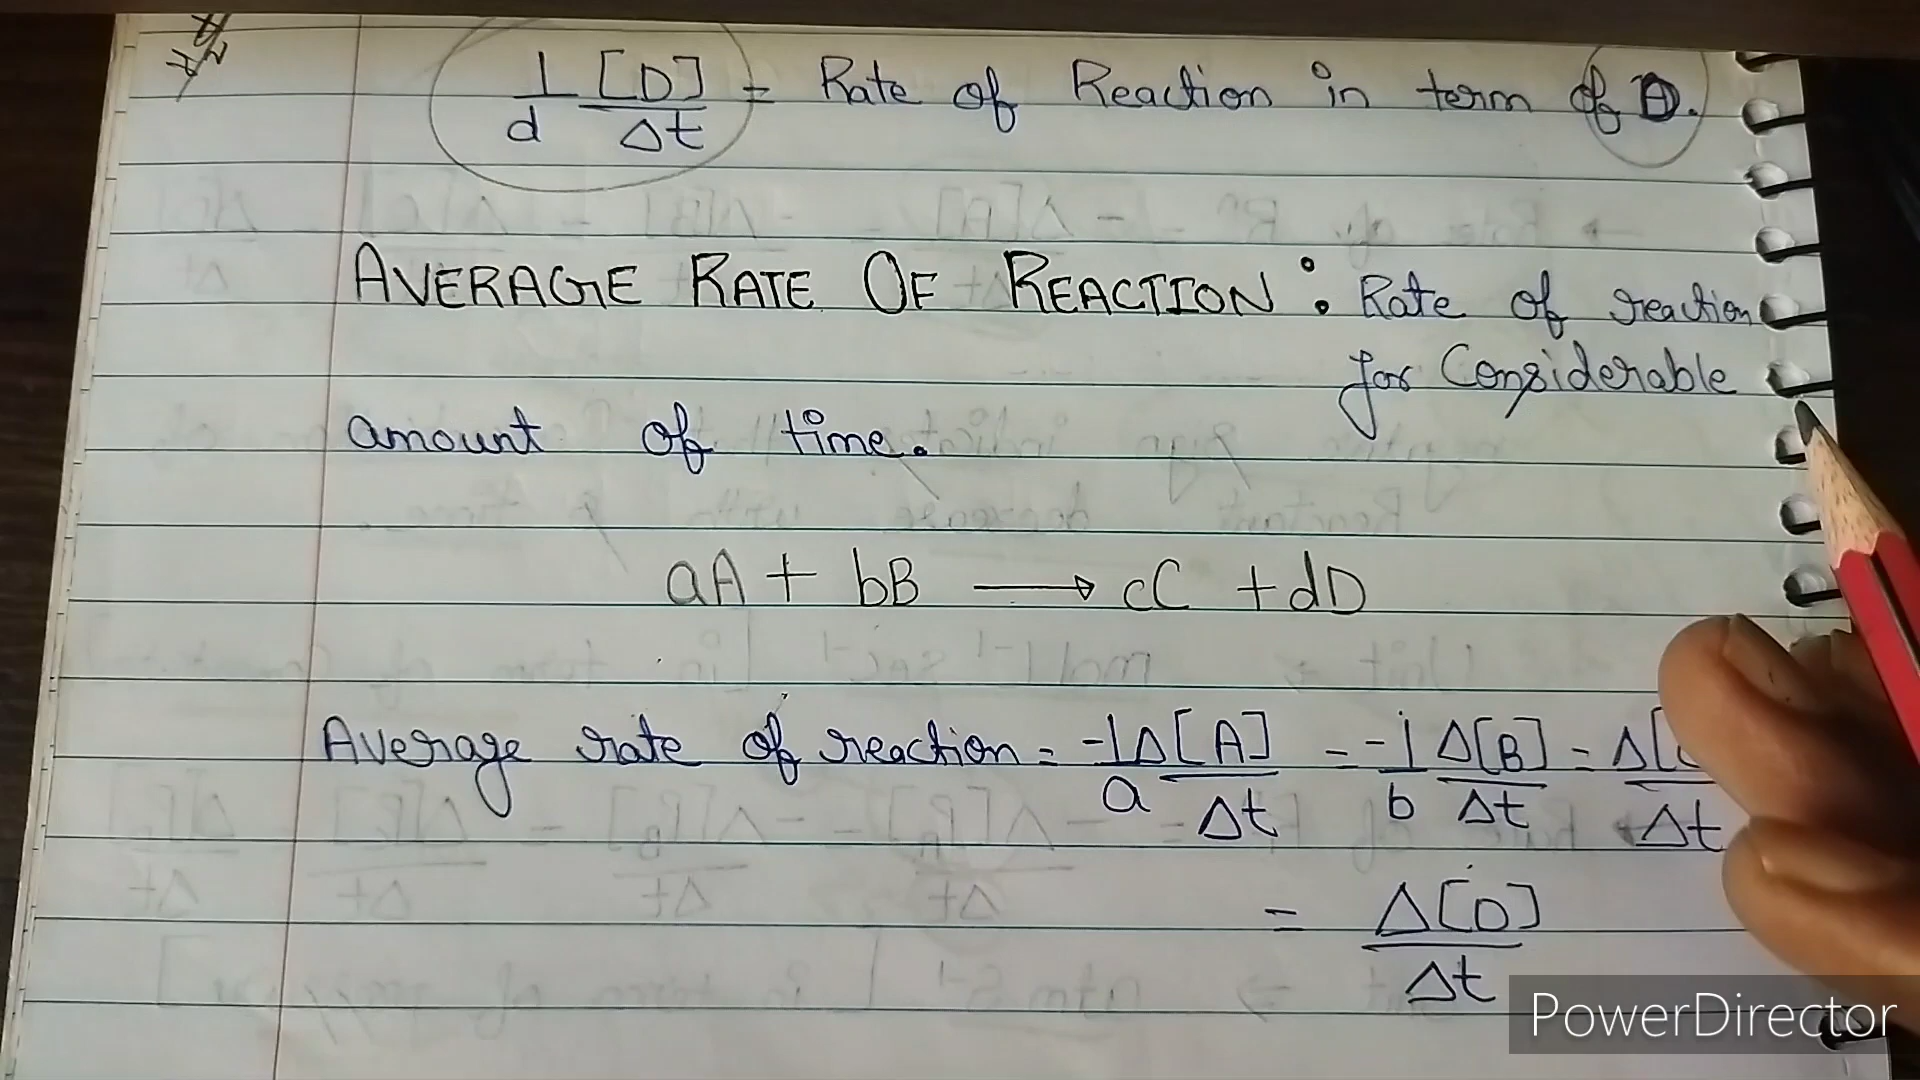 1/d [D]/Δt = Rate of Reaction in term of D.
AVERAGE RATE OF REACTION : Rate of reaction
for Considerable
amount of time.
aA + bB → cC + dD
Average rate of reaction = -1/a Δ[A]/Δt = -1/b Δ[B]/Δt = Δ[C/Δt
= Δ[D]/Δt
PowerDirector